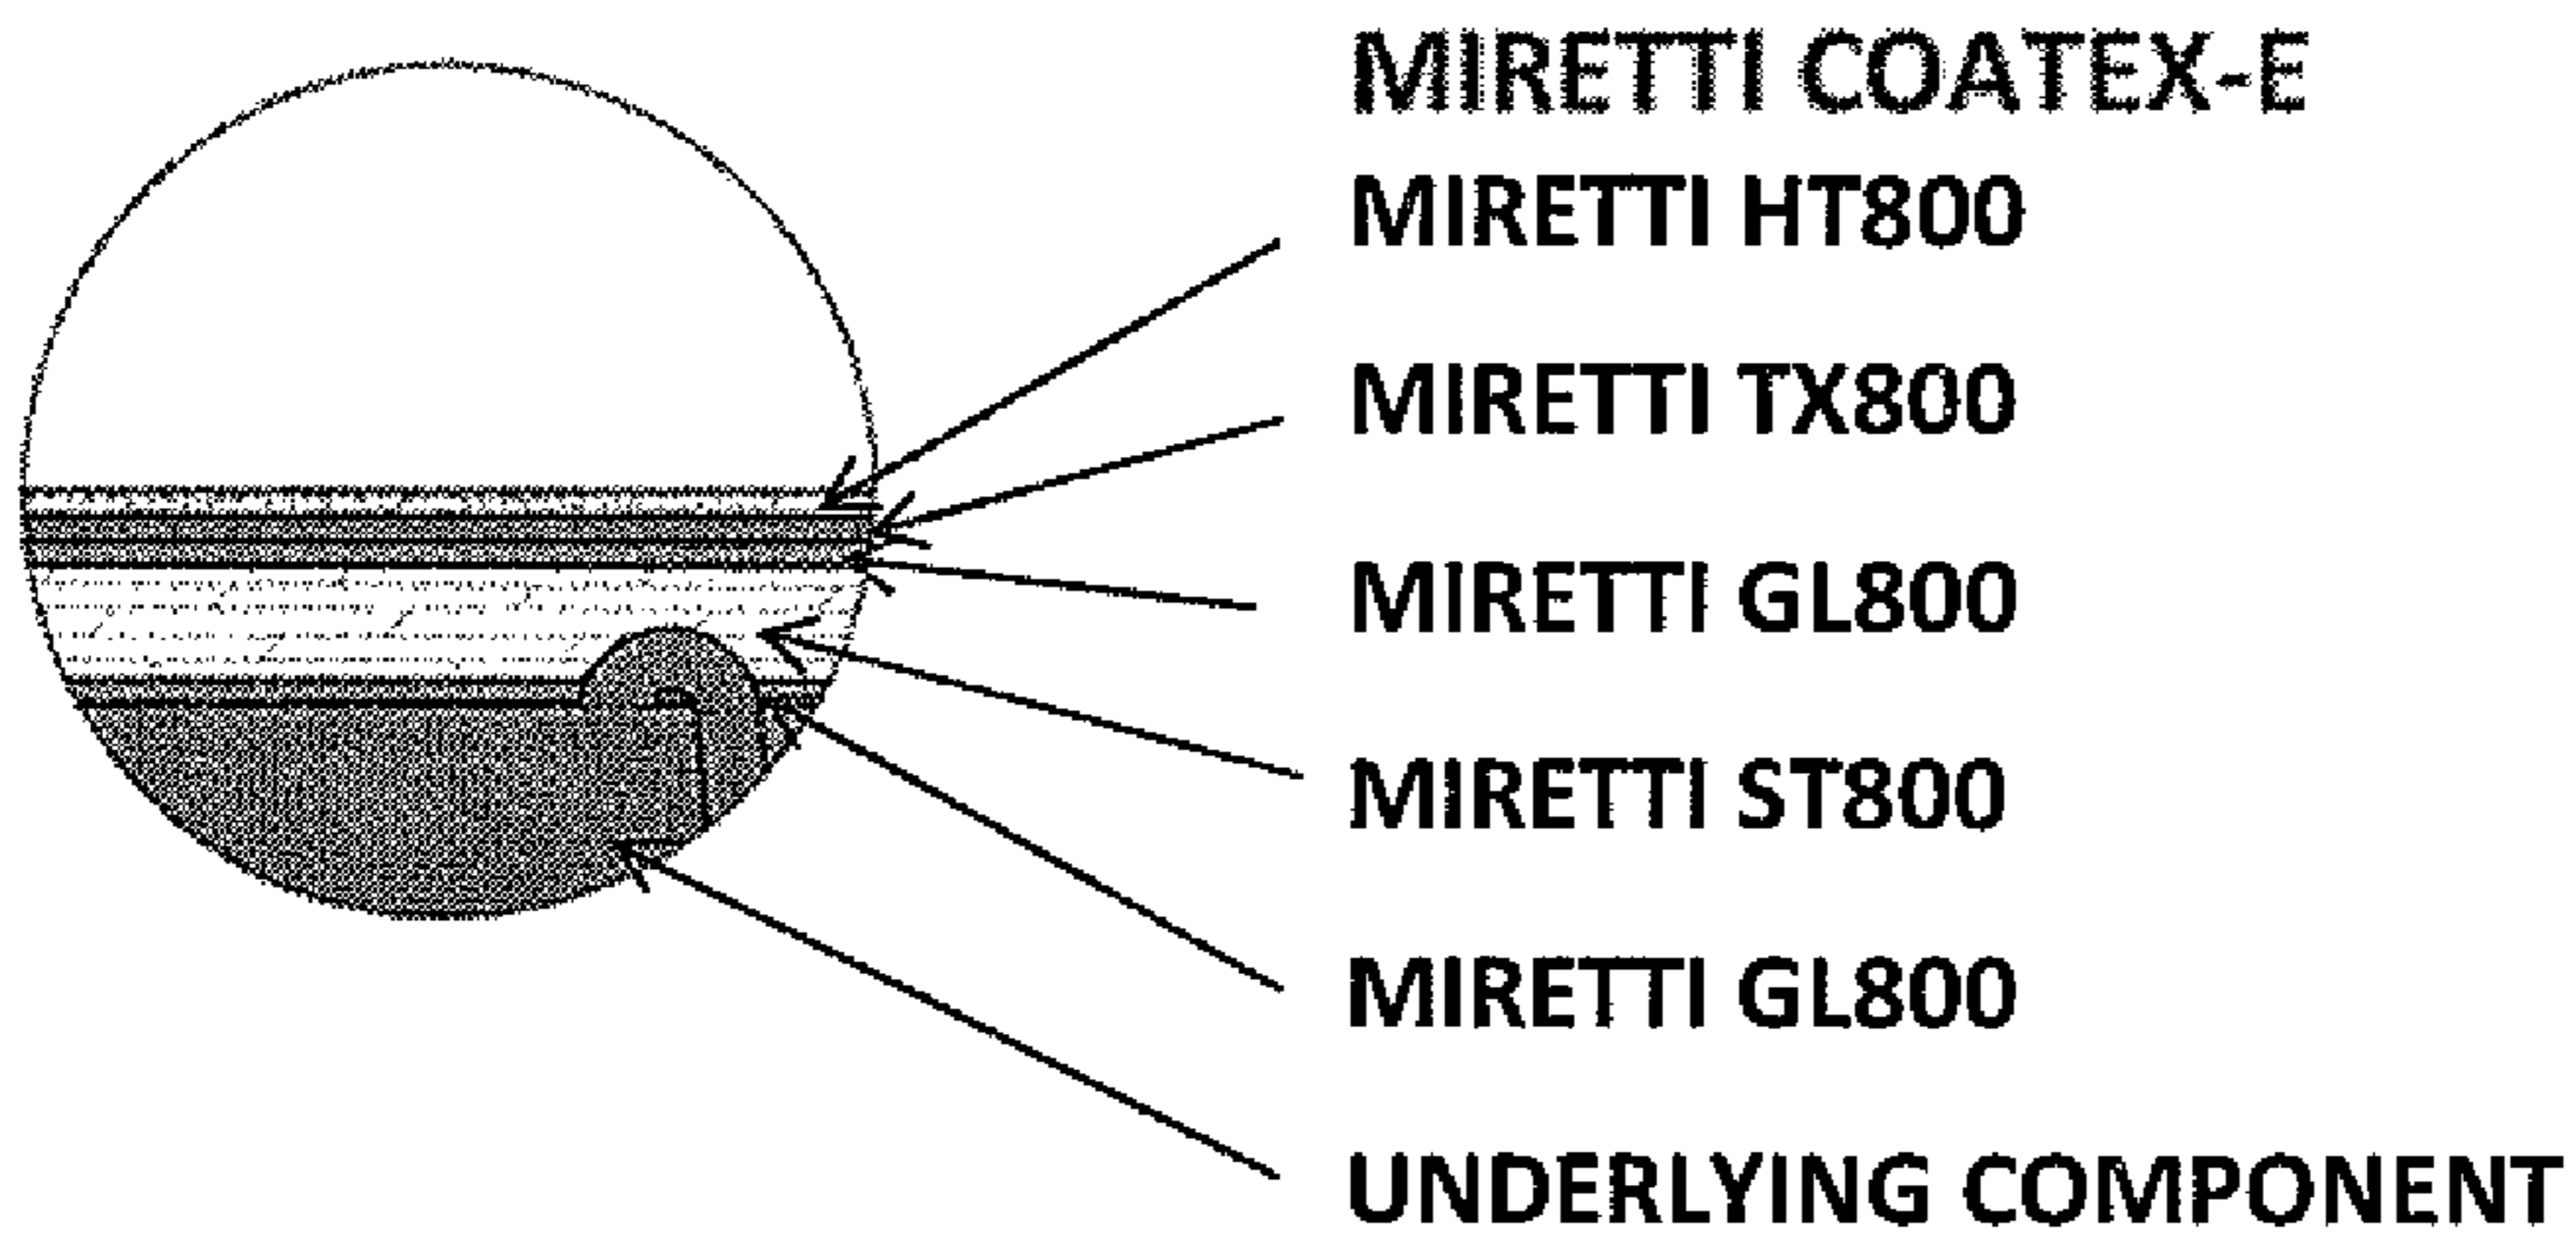 MIRETTI COATEX-E
MIRETTI HT800
MIRETTI TX800
MIRETTI GL800
MIRETTI ST800
MIRETTI GL800
UNDERLYING COMPONENT